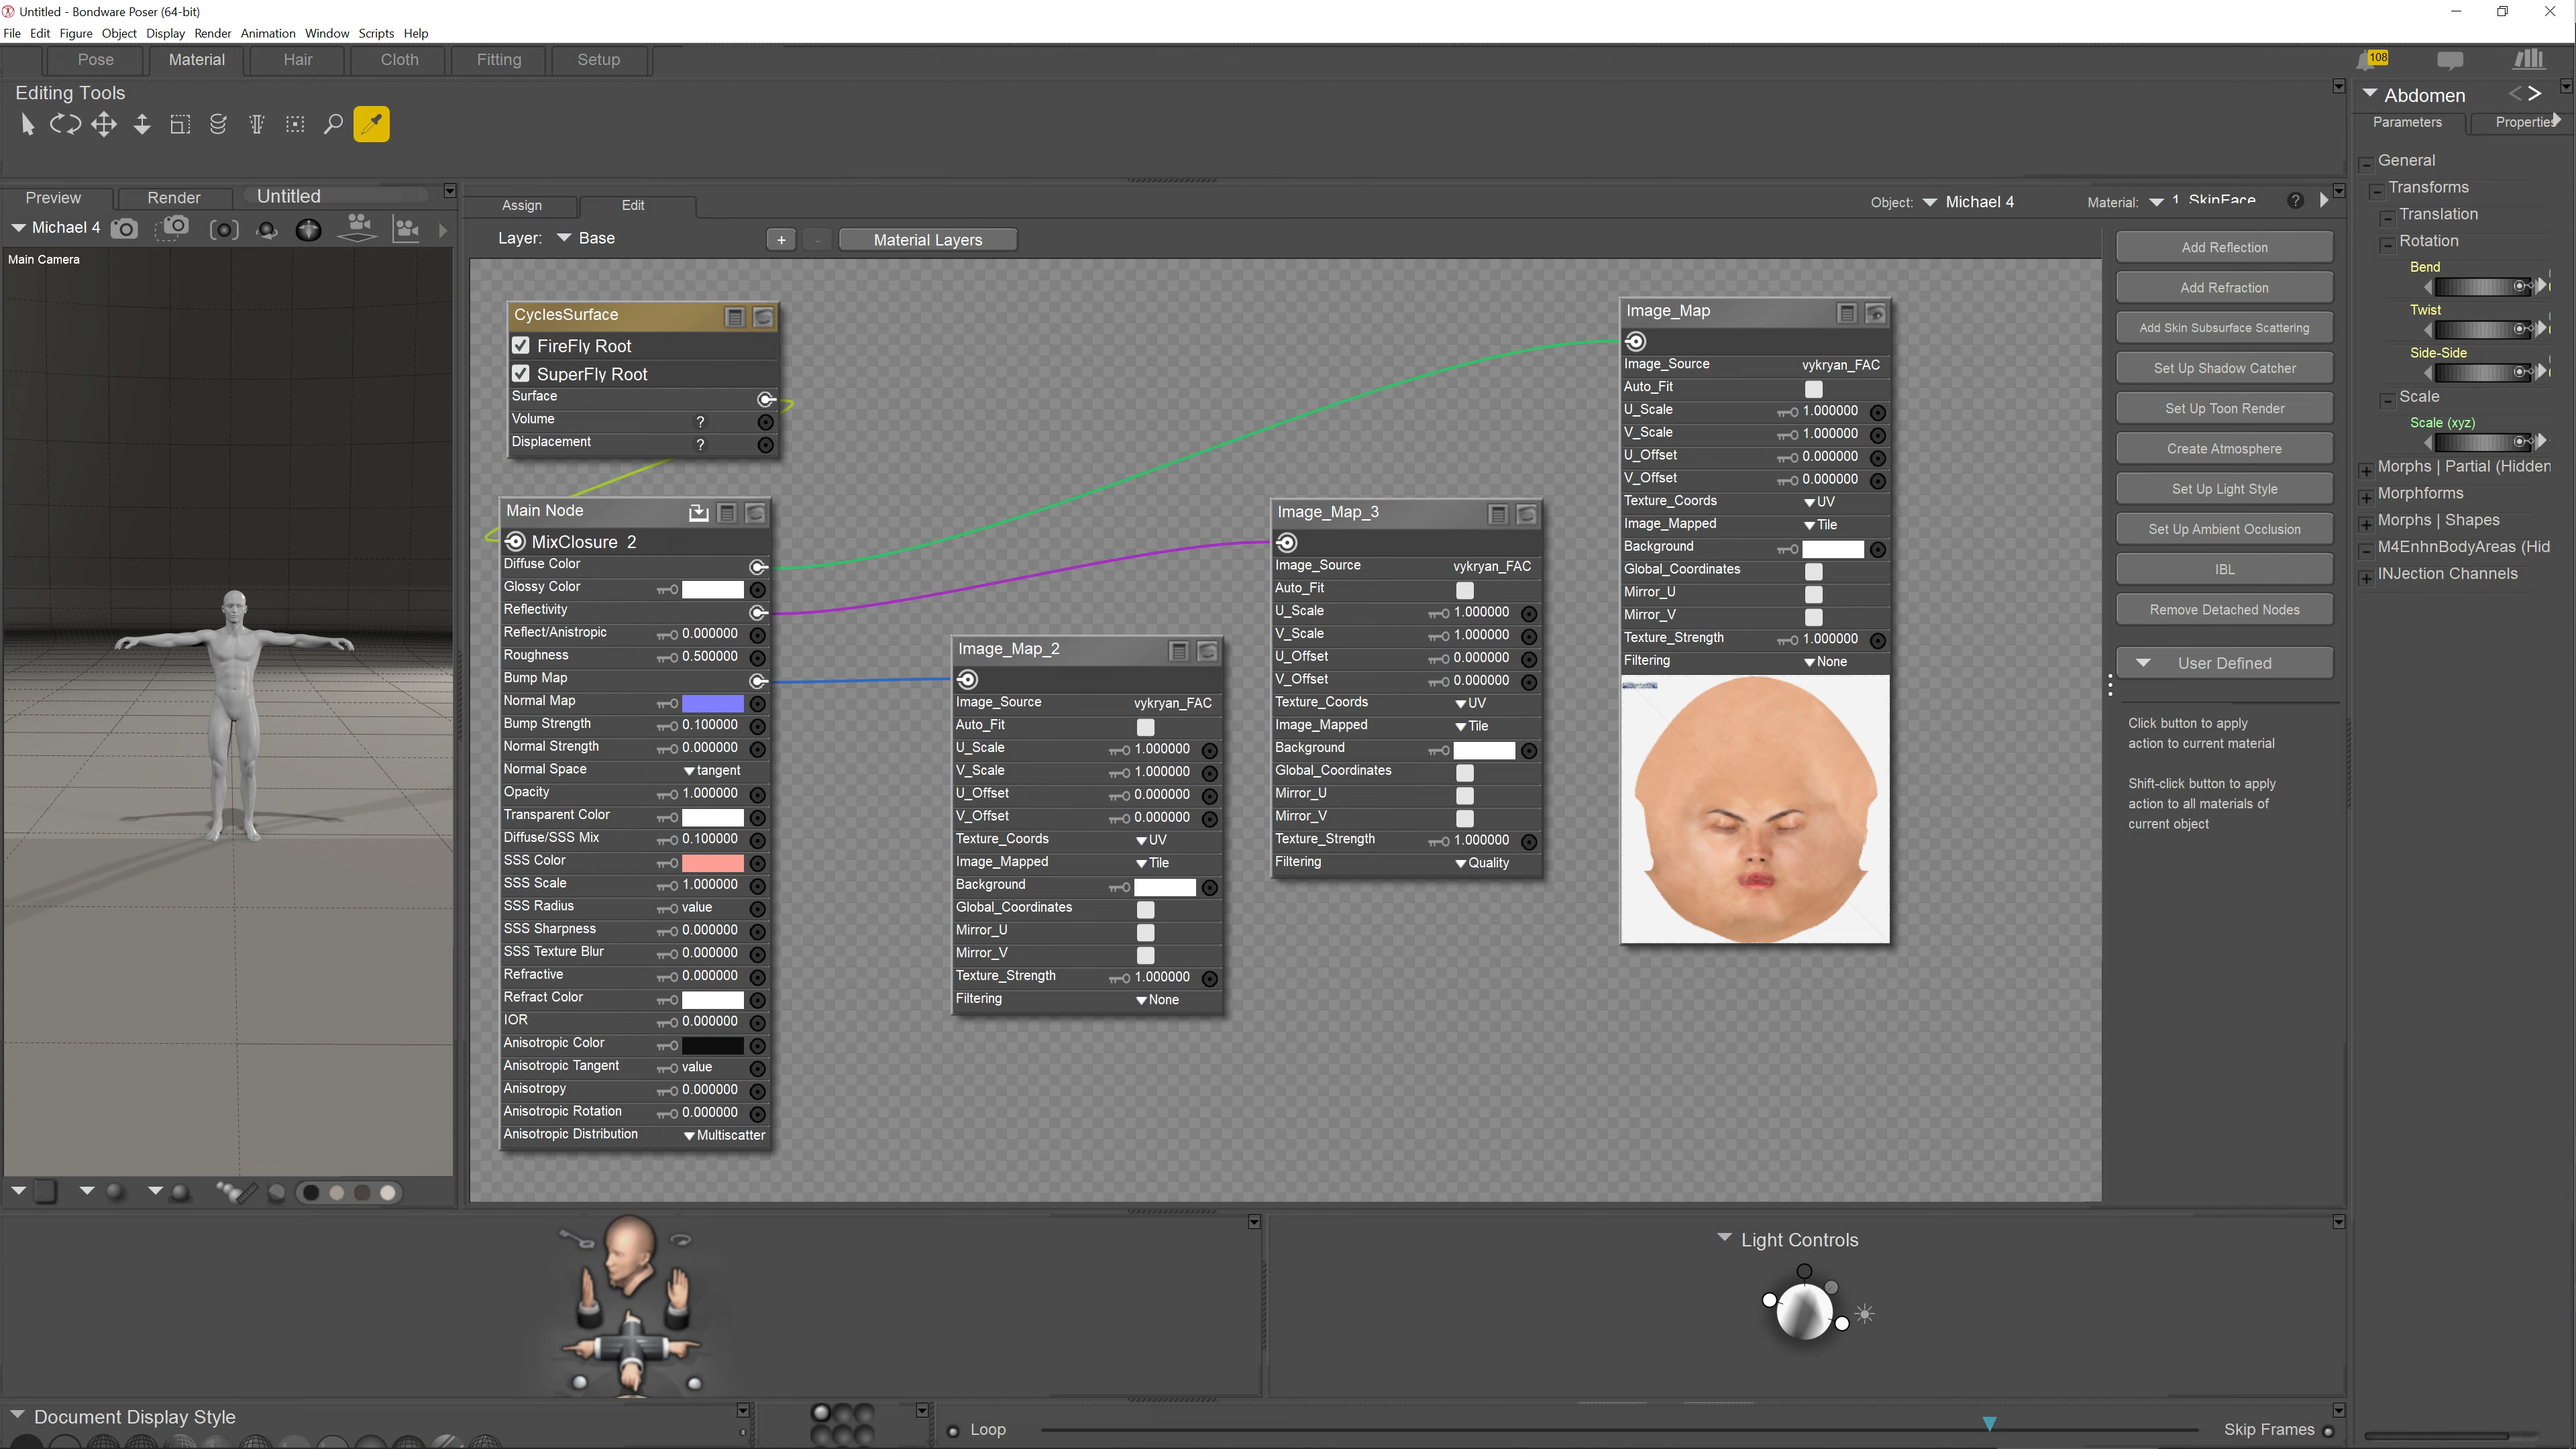 Untitled - Bondware Poser (64-bit)
File Edit Figure Object Display Render Animation Window Scripts Help
Pose Material Hair Cloth Fitting Setup
108
Editing Tools
Abdomen
Parameters Properties
Preview Render Untitled
Michael 4
Main Camera
Assign Edit
Object: Michael 4 Material: 1 SkinFace ?
Layer: Base + - Material Layers
CyclesSurface
FireFly Root
SuperFly Root
Surface
Volume ?
Displacement ?
Main Node
MixClosure 2
Diffuse Color
Glossy Color
Reflectivity
Reflect/Anistropic 0.000000
Roughness 0.500000
Bump Map
Normal Map
Bump Strength 0.100000
Normal Strength 0.000000
Normal Space tangent
Opacity 1.000000
Transparent Color
Diffuse/SSS Mix 0.100000
SSS Color
SSS Scale 1.000000
SSS Radius value
SSS Sharpness 0.000000
SSS Texture Blur 0.000000
Refractive 0.000000
Refract Color
IOR 0.000000
Anisotropic Color
Anisotropic Tangent value
Anisotropy 0.000000
Anisotropic Rotation 0.000000
Anisotropic Distribution Multiscatter
Image_Map_2
Image_Source vykryan_FAC
Auto_Fit
U_Scale 1.000000
V_Scale 1.000000
U_Offset 0.000000
V_Offset 0.000000
Texture_Coords UV
Image_Mapped Tile
Background
Global_Coordinates
Mirror_U
Mirror_V
Texture_Strength 1.000000
Filtering None
Image_Map_3
Image_Source vykryan_FAC
Auto_Fit
U_Scale 1.000000
V_Scale 1.000000
U_Offset 0.000000
V_Offset 0.000000
Texture_Coords UV
Image_Mapped Tile
Background
Global_Coordinates
Mirror_U
Mirror_V
Texture_Strength 1.000000
Filtering Quality
Image_Map
Image_Source vykryan_FAC
Auto_Fit
U_Scale 1.000000
V_Scale 1.000000
U_Offset 0.000000
V_Offset 0.000000
Texture_Coords UV
Image_Mapped Tile
Background
Global_Coordinates
Mirror_U
Mirror_V
Texture_Strength 1.000000
Filtering None
Add Reflection
Add Refraction
Add Skin Subsurface Scattering
Set Up Shadow Catcher
Set Up Toon Render
Create Atmosphere
Set Up Light Style
Set Up Ambient Occlusion
IBL
Remove Detached Nodes
User Defined
Click button to apply
action to current material
Shift-click button to apply
action to all materials of
current object
General
Transforms
Translation
Rotation
Bend
Twist
Side-Side
Scale
Scale (xyz)
Morphs | Partial (Hidden
Morphforms
Morphs | Shapes
M4EnhnBodyAreas (Hid
INJection Channels
Light Controls
Document Display Style
Loop
Skip Frames